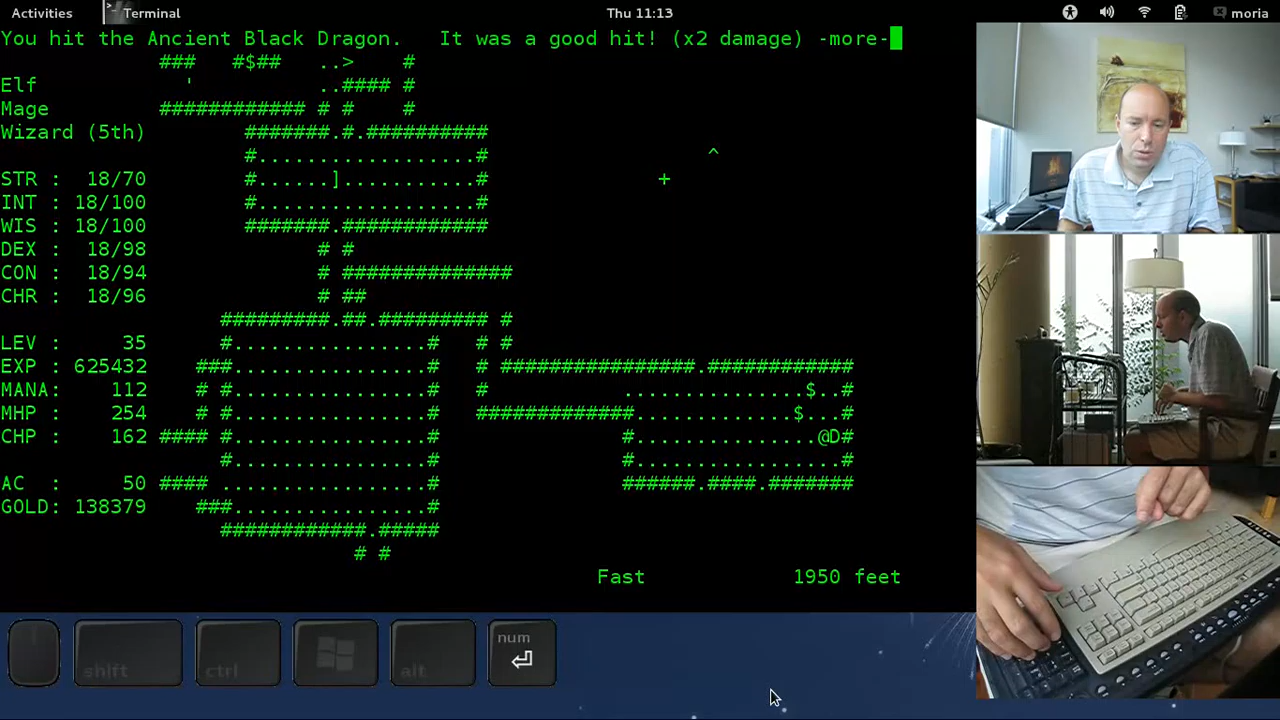 Activities Terminal Thu 11:13 moria
You hit the Ancient Black Dragon. It was a good hit! (x2 damage) -more-
### #$## ..> #
Elf ' ..#### #
Mage ############ # # #
Wizard (5th) #######.#.##########
#.................# ^
STR : 18/70 #......]..........# +
INT : 18/100 #.................#
WIS : 18/100 #######.############
DEX : 18/98 # #
CON : 18/94 # ##############
CHR : 18/96 # ##
#########.##.######### #
LEV : 35 #................# # #
EXP : 625432 ###................# # ################.############
MANA : 112 # #................# # ...............$..#
MHP : 254 # #................# #############.............$...#
CHP : 162 #### #................# #...............@D#
#................# #.................#
AC : 50 #### .................# ######.####.#######
GOLD: 138379 ###................#
############.#####
# #
Fast 1950 feet
shift ctrl alt num